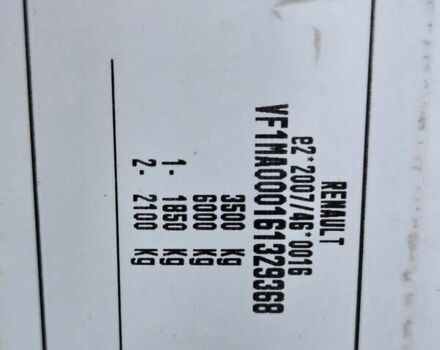 RENAULT
e2*2007/46*0016
VF1MA000161329368
3500 kg
6000 kg
1- 1850 kg
2- 2100 kg